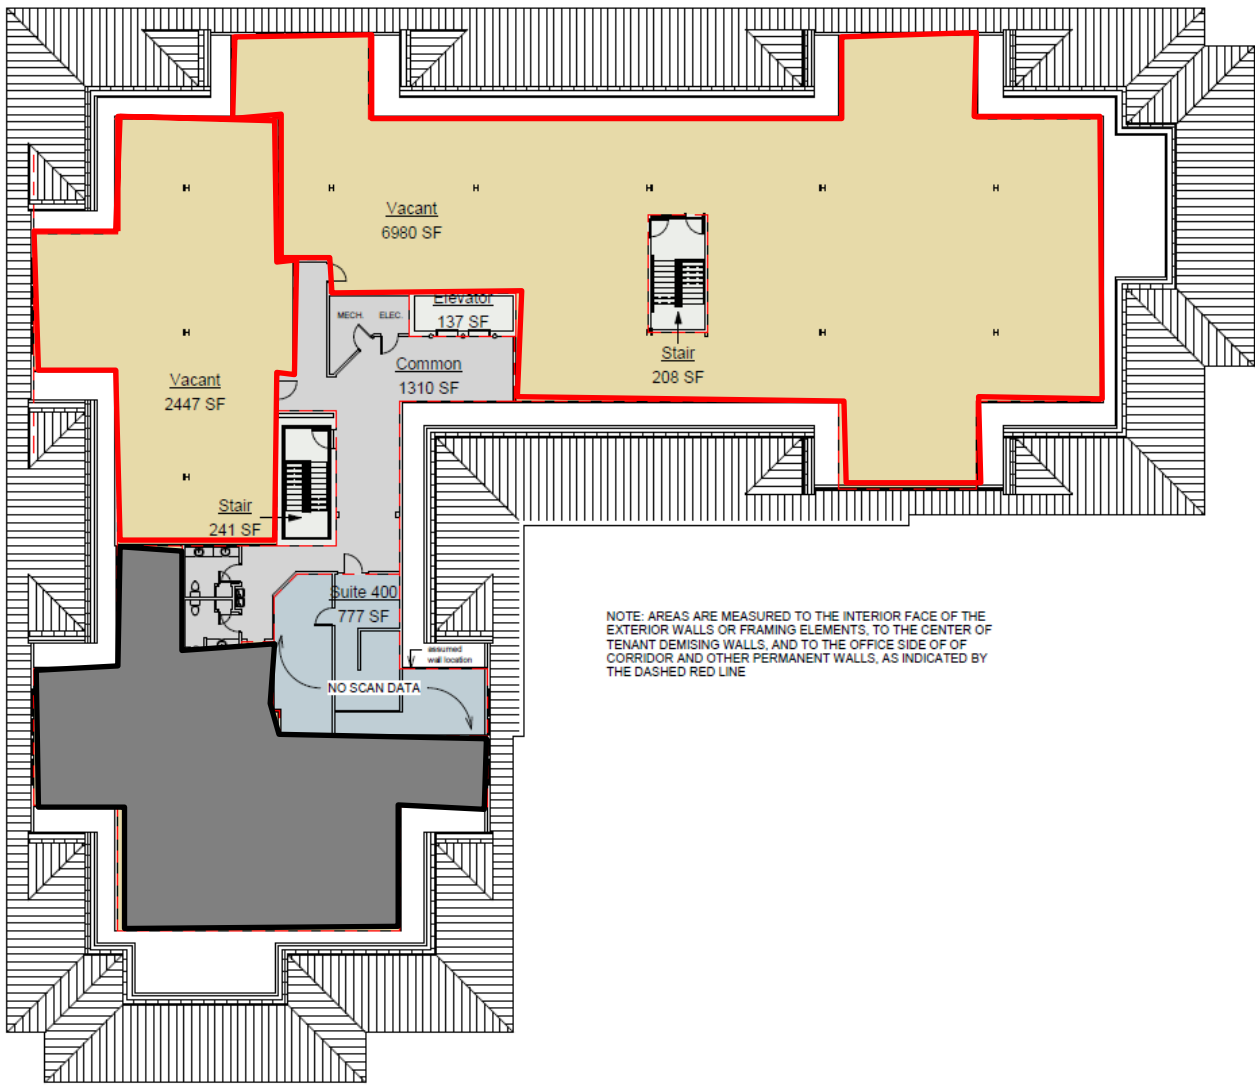 Vacant
6980 SF
Elevator
137 SF
MECH.
ELEC.
Common
1310 SF
Stair
208 SF
Vacant
2447 SF
Stair
241 SF
Suite 400
777 SF
assumed
wall location
NO SCAN DATA
NOTE: AREAS ARE MEASURED TO THE INTERIOR FACE OF THE
EXTERIOR WALLS OR FRAMING ELEMENTS, TO THE CENTER OF
TENANT DEMISING WALLS, AND TO THE OFFICE SIDE OF OF
CORRIDOR AND OTHER PERMANENT WALLS, AS INDICATED BY
THE DASHED RED LINE